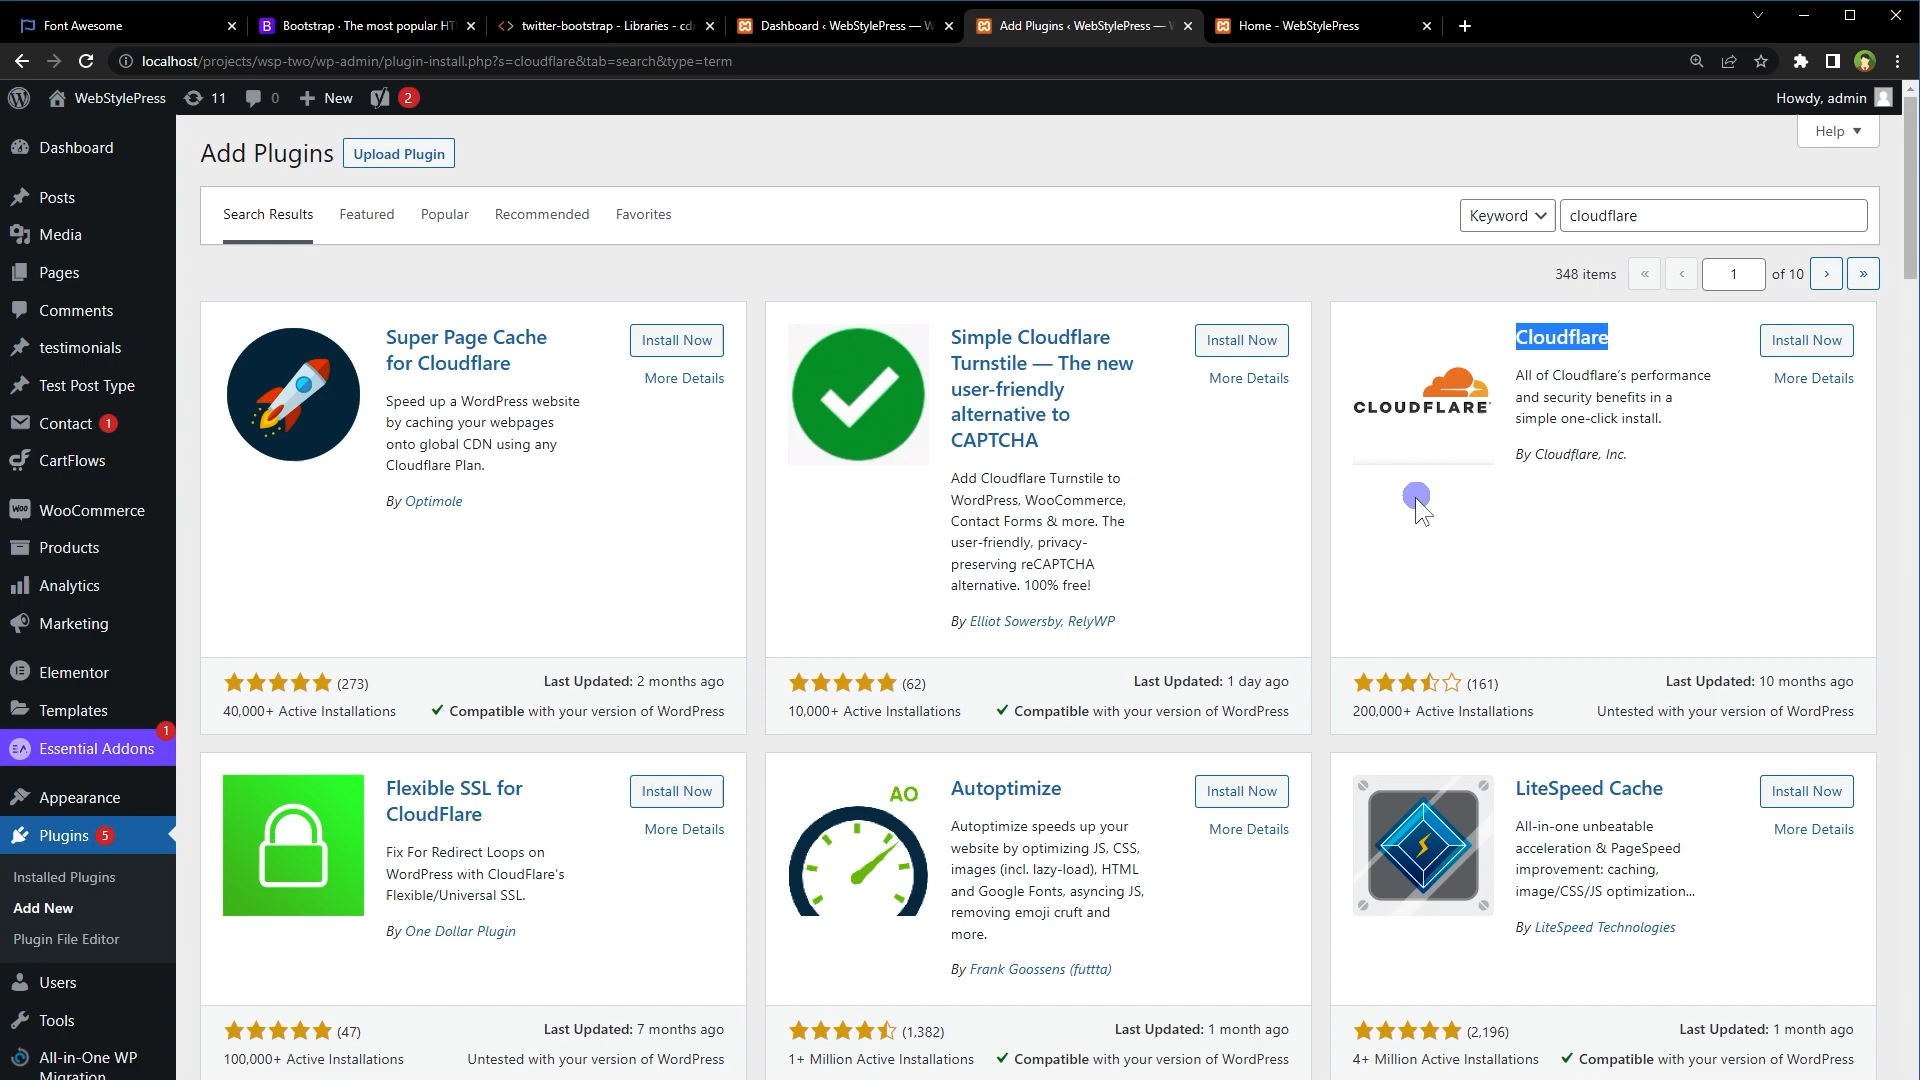 Font Awesome
Bootstrap · The most popular HT
twitter-bootstrap - Libraries - cd
Dashboard ‹ WebStylePress — W
Add Plugins ‹ WebStylePress —
Home - WebStylePress
localhost/projects/wsp-two/wp-admin/plugin-install.php?s=cloudflare&tab=search&type=term
WebStylePress
11
0
New
2
Howdy, admin
Dashboard
Posts
Media
Pages
Comments
testimonials
Test Post Type
Contact 1
CartFlows
WooCommerce
Products
Analytics
Marketing
Elementor
Templates
Essential Addons 1
Appearance
Plugins 5
Installed Plugins
Add New
Plugin File Editor
Users
Tools
All-in-One WP
Migration
Help
Add Plugins
Upload Plugin
Search Results
Featured
Popular
Recommended
Favorites
Keyword
cloudflare
348 items
«
‹
1
of 10
›
»
Super Page Cache
for Cloudflare
Install Now
More Details
Speed up a WordPress website
by caching your webpages
onto global CDN using any
Cloudflare Plan.
By Optimole
(273)
Last Updated: 2 months ago
40,000+ Active Installations
Compatible with your version of WordPress
Simple Cloudflare
Turnstile — The new
user-friendly
alternative to
CAPTCHA
Install Now
More Details
Add Cloudflare Turnstile to
WordPress, WooCommerce,
Contact Forms & more. The
user-friendly, privacy-
preserving reCAPTCHA
alternative. 100% free!
By Elliot Sowersby, RelyWP
(62)
Last Updated: 1 day ago
10,000+ Active Installations
Compatible with your version of WordPress
CLOUDFLARE
Cloudflare
Install Now
More Details
All of Cloudflare's performance
and security benefits in a
simple one-click install.
By Cloudflare, Inc.
(161)
Last Updated: 10 months ago
200,000+ Active Installations
Untested with your version of WordPress
Flexible SSL for
CloudFlare
Install Now
More Details
Fix For Redirect Loops on
WordPress with CloudFlare's
Flexible/Universal SSL.
By One Dollar Plugin
(47)
Last Updated: 7 months ago
100,000+ Active Installations
Untested with your version of WordPress
AO
Autoptimize
Install Now
More Details
Autoptimize speeds up your
website by optimizing JS, CSS,
images (incl. lazy-load), HTML
and Google Fonts, asyncing JS,
removing emoji cruft and
more.
By Frank Goossens (futtta)
(1,382)
Last Updated: 1 month ago
1+ Million Active Installations
Compatible with your version of WordPress
LiteSpeed Cache
Install Now
More Details
All-in-one unbeatable
acceleration & PageSpeed
improvement: caching,
image/CSS/JS optimization...
By LiteSpeed Technologies
(2,196)
Last Updated: 1 month ago
4+ Million Active Installations
Compatible with your version of WordPress